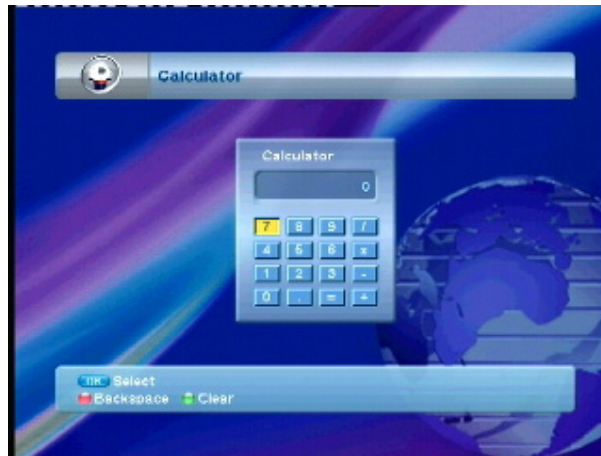 Calculator
Calculator
0
7 8 9 /
4 5 6 x
1 2 3 -
0 . = +
OK Select
Backspace Clear